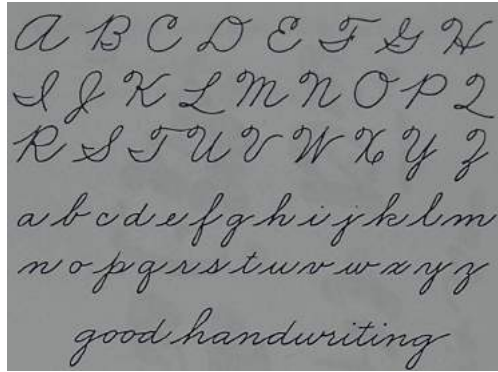 A B C D E F G H
I J K L M N O P Q
R S T U V W X Y Z
a b c d e f g h i j k l m
n o p q r s t u v w x y z
good handwriting